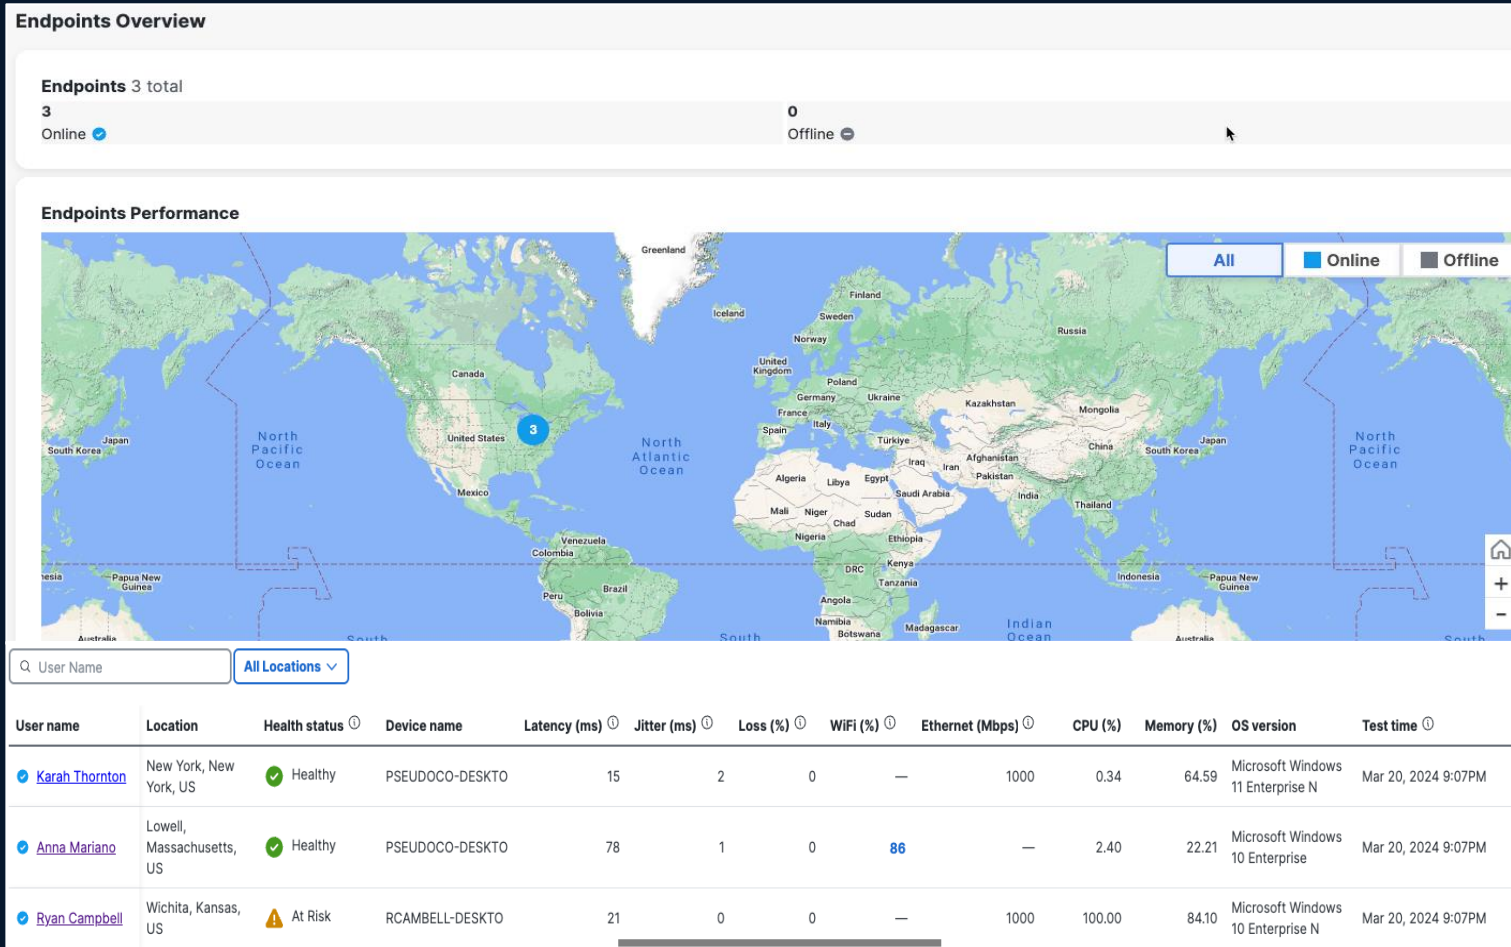 Endpoints Overview
Endpoints 3 total
3
Online
0
Offline
Endpoints Performance
All
Online
Offline
Greenland
Iceland
Finland
Sweden
Norway
Russia
United
Kingdom
Canada
Poland
Germany
Ukraine
France
Kazakhstan
Mongolia
Italy
Spain
Türkiye
United States
3
Japan
South Korea
North
Pacific
Ocean
North
Atlantic
Ocean
China
Japan
South Korea
North
Pacific
Ocean
Iraq
Iran
Afghanistan
Pakistan
Algeria
Libya
Egypt
Saudi Arabia
India
Mexico
Thailand
Mali
Niger
Sudan
Chad
Nigeria
Ethiopia
Venezuela
Colombia
DRC
Kenya
Tanzania
Indonesia
Papua New
Guinea
nesia
Papua New
Guinea
Peru
Brazil
Bolivia
Angola
Namibia
Botswana
Madagascar
Indian
Ocean
Australia
South
South
Australia
South
User Name
All Locations
User name Location Health status Device name Latency (ms) Jitter (ms) Loss (%) WiFi (%) Ethernet (Mbps) CPU (%) Memory (%) OS version Test time
Karah Thornton New York, New York, US Healthy PSEUDOCO-DESKTO 15 2 0 — 1000 0.34 64.59 Microsoft Windows 11 Enterprise N Mar 20, 2024 9:07PM
Anna Mariano Lowell, Massachusetts, US Healthy PSEUDOCO-DESKTO 78 1 0 86 — 2.40 22.21 Microsoft Windows 10 Enterprise Mar 20, 2024 9:07PM
Ryan Campbell Wichita, Kansas, US At Risk RCAMBELL-DESKTO 21 0 0 — 1000 100.00 84.10 Microsoft Windows 10 Enterprise N Mar 20, 2024 9:07PM